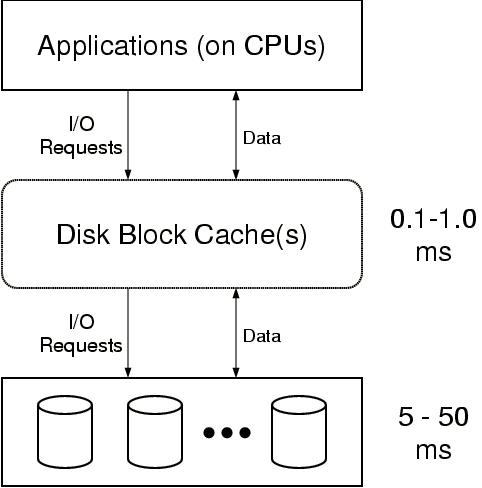 Applications (on CPUs)
I/O
Requests
Data
Disk Block Cache(s)
0.1-1.0
ms
I/O
Requests
Data
5 - 50
ms